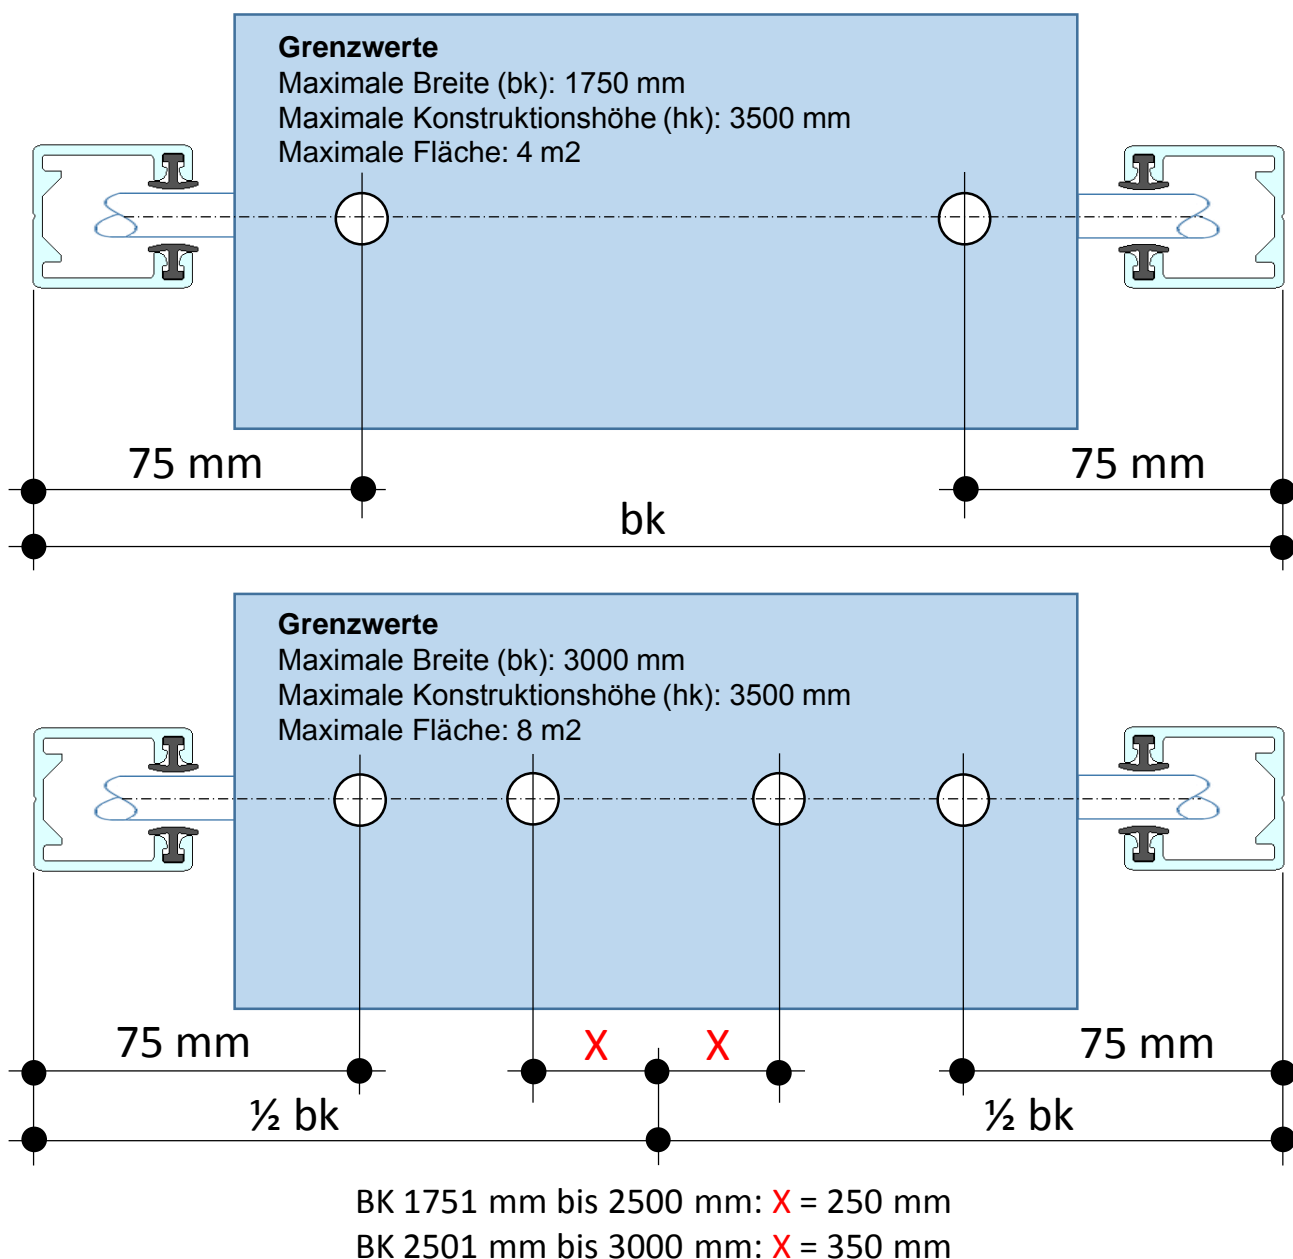 Grenzwerte
Maximale Breite (bk): 1750 mm
Maximale Konstruktionshöhe (hk): 3500 mm
Maximale Fläche: 4 m2
75 mm
75 mm
bk
Grenzwerte
Maximale Breite (bk): 3000 mm
Maximale Konstruktionshöhe (hk): 3500 mm
Maximale Fläche: 8 m2
75 mm
X
X
75 mm
½ bk
½ bk
BK 1751 mm bis 2500 mm: X = 250 mm
BK 2501 mm bis 3000 mm: X = 350 mm